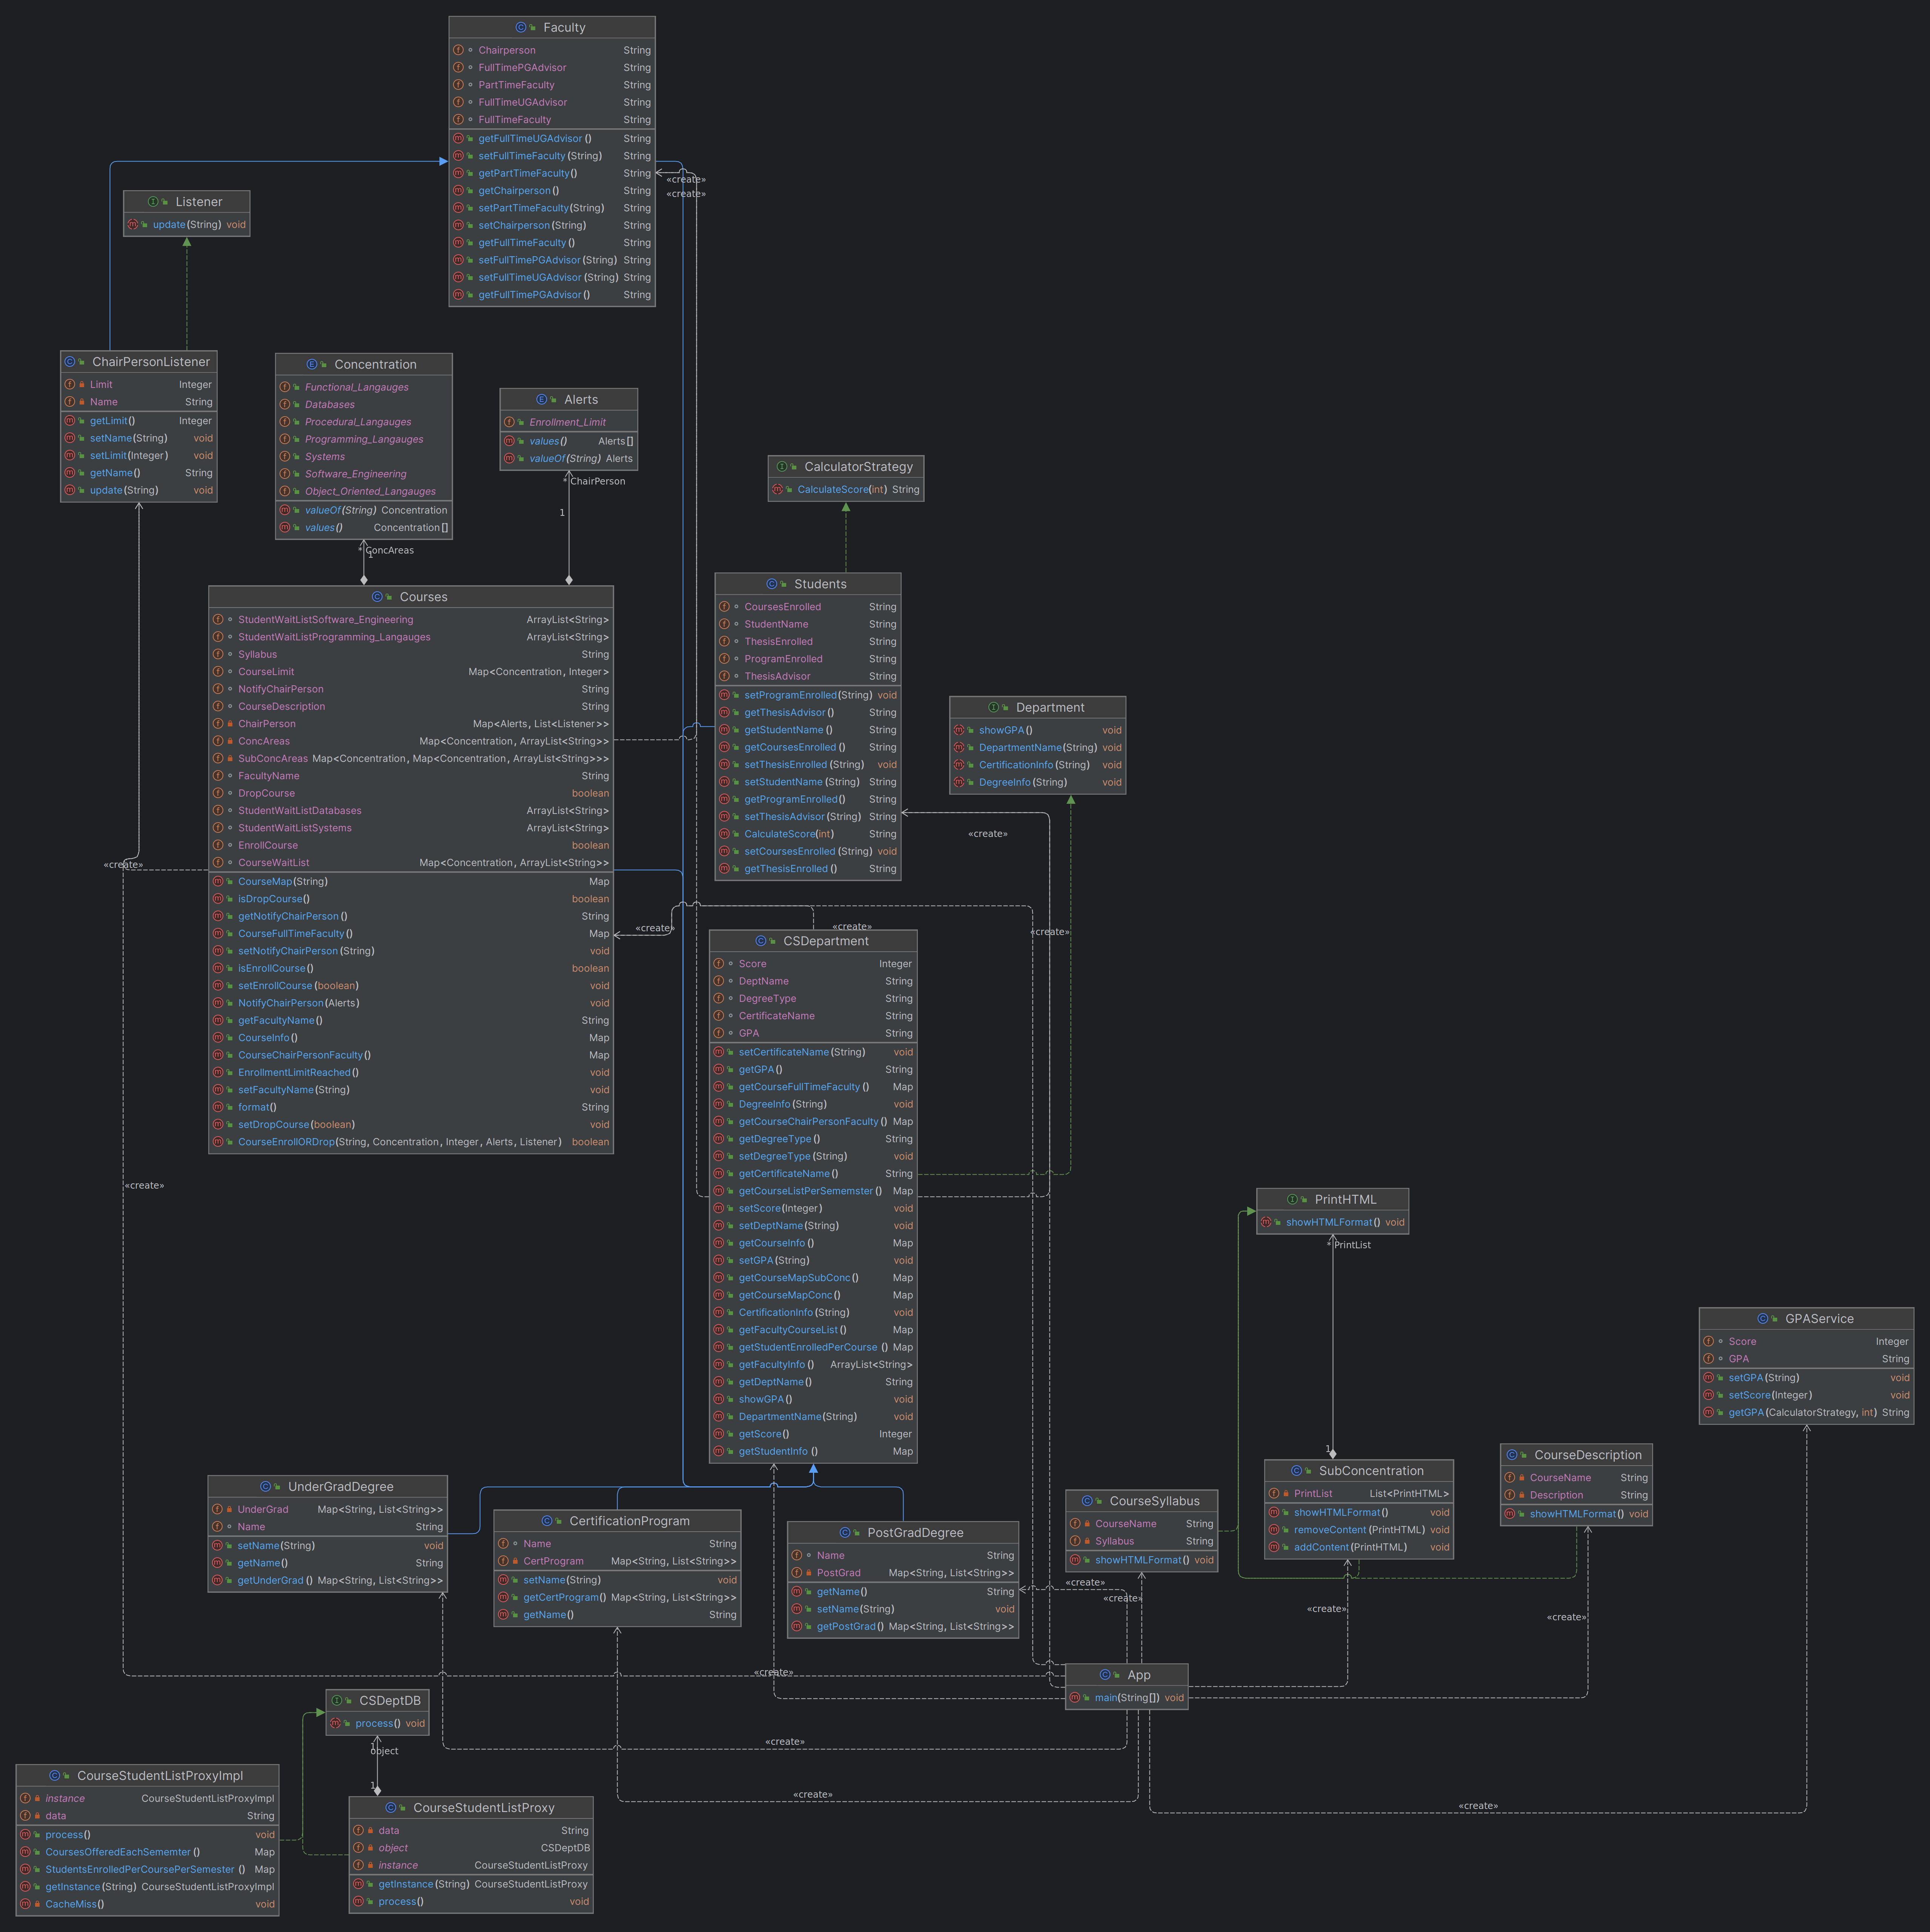 Faculty
Chairperson String
FullTimePGAdvisor String
PartTimeFaculty String
FullTimeUGAdvisor String
FullTimeFaculty String
getFullTimeUGAdvisor() String
setFullTimeFaculty(String) String
getPartTimeFaculty() String
getChairperson() String
setPartTimeFaculty(String) String
setChairperson(String) String
getFullTimeFaculty() String
setFullTimePGAdvisor(String) String
setFullTimeUGAdvisor(String) String
getFullTimePGAdvisor() String
«create»
«create»
Listener
update(String) void
ChairPersonListener
Limit Integer
Name String
getLimit() Integer
setName(String) void
setLimit(Integer) void
getName() String
update(String) void
Concentration
Functional_Langauges
Databases
Procedural_Langauges
Programming_Langauges
Systems
Software_Engineering
Object_Oriented_Langauges
valueOf(String) Concentration
values() Concentration[]
* ConcAreas
1
Alerts
Enrollment_Limit
values() Alerts[]
valueOf(String) Alerts
* ChairPerson
1
CalculatorStrategy
CalculateScore(int) String
Courses
StudentWaitListSoftware_Engineering ArrayList<String>
StudentWaitListProgramming_Langauges ArrayList<String>
Syllabus String
CourseLimit Map<Concentration, Integer>
NotifyChairPerson String
CourseDescription String
ChairPerson Map<Alerts, List<Listener>>
ConcAreas Map<Concentration, ArrayList<String>>
SubConcAreas Map<Concentration, Map<Concentration, ArrayList<String>>>
FacultyName String
DropCourse boolean
StudentWaitListDatabases ArrayList<String>
StudentWaitListSystems ArrayList<String>
EnrollCourse boolean
CourseWaitList Map<Concentration, ArrayList<String>>
CourseMap(String) Map
isDropCourse() boolean
getNotifyChairPerson() String
CourseFullTimeFaculty() Map
setNotifyChairPerson(String) void
isEnrollCourse() boolean
setEnrollCourse(boolean) void
NotifyChairPerson(Alerts) void
getFacultyName() String
CourseInfo() Map
CourseChairPersonFaculty() Map
EnrollmentLimitReached() void
setFacultyName(String) void
format() String
setDropCourse(boolean) void
CourseEnrollORDrop(String, Concentration, Integer, Alerts, Listener) boolean
«create»
Students
CoursesEnrolled String
StudentName String
ThesisEnrolled String
ProgramEnrolled String
ThesisAdvisor String
setProgramEnrolled(String) void
getThesisAdvisor() String
getStudentName() String
getCoursesEnrolled() String
setThesisEnrolled(String) void
setStudentName(String) String
getProgramEnrolled() String
setThesisAdvisor(String) String
CalculateScore(int) String
setCoursesEnrolled(String) void
getThesisEnrolled() String
Department
showGPA() void
DepartmentName(String) void
CertificationInfo(String) void
DegreeInfo(String) void
«create»
«create»
«create»
«create»
CSDepartment
Score Integer
DeptName String
DegreeType String
CertificateName String
GPA String
setCertificateName(String) void
getGPA() String
getCourseFullTimeFaculty() Map
DegreeInfo(String) void
getCourseChairPersonFaculty() Map
getDegreeType() String
setDegreeType(String) void
getCertificateName() String
getCourseListPerSememster() Map
setScore(Integer) void
setDeptName(String) void
getCourseInfo() Map
setGPA(String) void
getCourseMapSubConc() Map
getCourseMapConc() Map
CertificationInfo(String) void
getFacultyCourseList() Map
getStudentEnrolledPerCourse() Map
getFacultyInfo() ArrayList<String>
getDeptName() String
showGPA() void
DepartmentName(String) void
getScore() Integer
getStudentInfo() Map
«create»
PrintHTML
showHTMLFormat() void
* PrintList
1
GPAService
Score Integer
GPA String
setGPA(String) void
setScore(Integer) void
getGPA(CalculatorStrategy, int) String
SubConcentration
PrintList List<PrintHTML>
showHTMLFormat() void
removeContent(PrintHTML) void
addContent(PrintHTML) void
CourseDescription
CourseName String
Description String
showHTMLFormat() void
CourseSyllabus
CourseName String
Syllabus String
showHTMLFormat() void
UnderGradDegree
UnderGrad Map<String, List<String>>
Name String
setName(String) void
getName() String
getUnderGrad() Map<String, List<String>>
CertificationProgram
Name String
CertProgram Map<String, List<String>>
setName(String) void
getCertProgram() Map<String, List<String>>
getName() String
PostGradDegree
Name String
PostGrad Map<String, List<String>>
getName() String
setName(String) void
getPostGrad() Map<String, List<String>>
«create»
«create»
«create»
«create»
«create»
App
main(String[]) void
CSDeptDB
process() void
1
object
1
«create»
«create»
«create»
CourseStudentListProxyImpl
instance CourseStudentListProxyImpl
data String
process() void
CoursesOfferedEachSememter() Map
StudentsEnrolledPerCoursePerSemester() Map
getInstance(String) CourseStudentListProxyImpl
CacheMiss() void
CourseStudentListProxy
data String
object CSDeptDB
instance CourseStudentListProxy
getInstance(String) CourseStudentListProxy
process() void